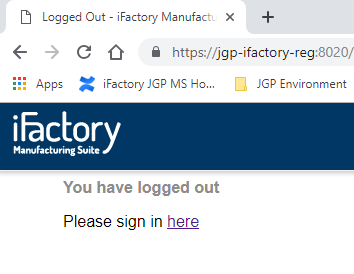 Logged Out - iFactory Manufactu
https://jgp-ifactory-reg:8020/
Apps iFactory JGP MS Ho... JGP Environment
iFactory
Manufacturing Suite
You have logged out
Please sign in here